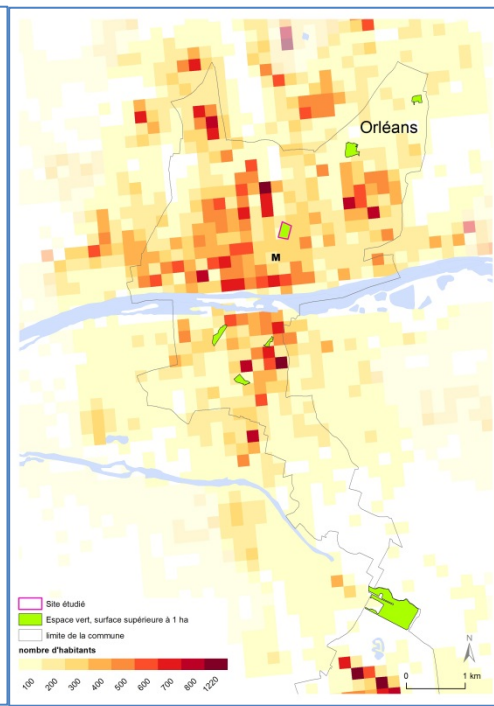 Orléans
M
Site étudié
Espace vert, surface supérieure à 1 ha
limite de la commune
nombre d'habitants
100 200 300 400 500 600 700 800 1220
N
0 1 km